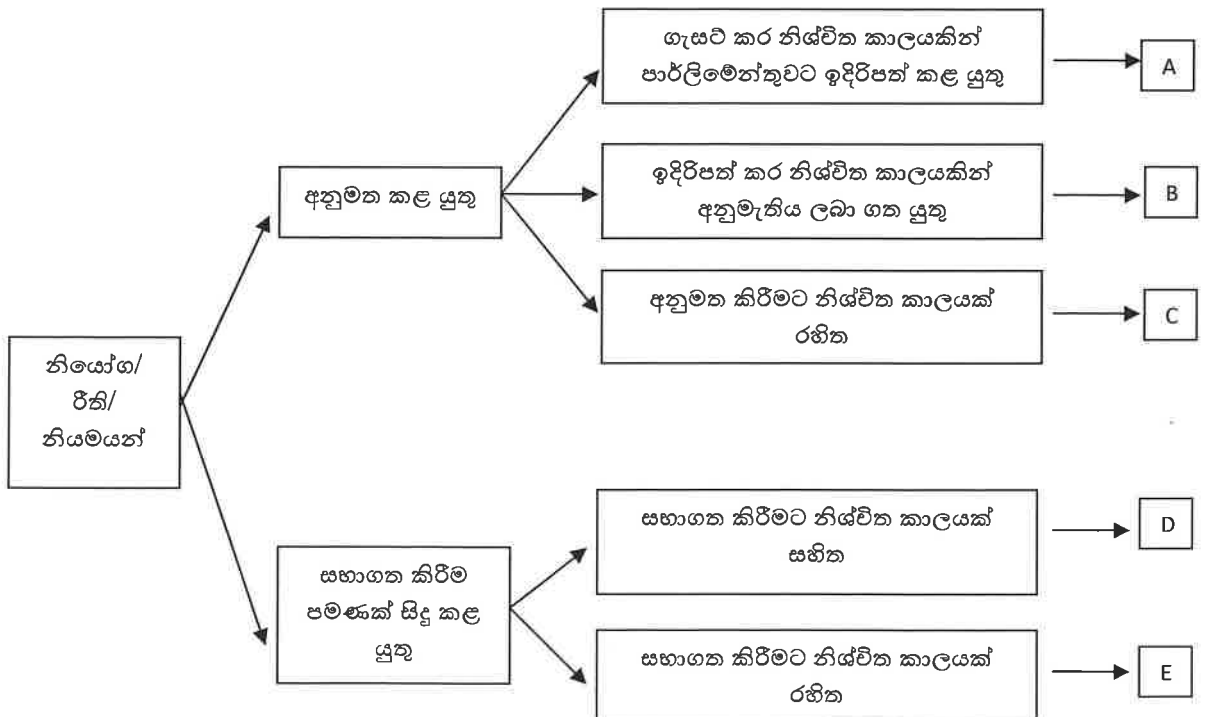 නියෝග/
රීති/
නියමයන්
අනුමත කළ යුතු
ගැසට් කර නිශ්චිත කාලයකින්
පාර්ලිමේන්තුවට ඉදිරිපත් කළ යුතු
A
ඉදිරිපත් කර නිශ්චිත කාලයකින්
අනුමැතිය ලබා ගත යුතු
B
අනුමත කිරීමට නිශ්චිත කාලයක්
රහිත
C
සභාගත කිරීම
පමණක් සිදු කළ
යුතු
සභාගත කිරීමට නිශ්චිත කාලයක්
සහිත
D
සභාගත කිරීමට නිශ්චිත කාලයක්
රහිත
E